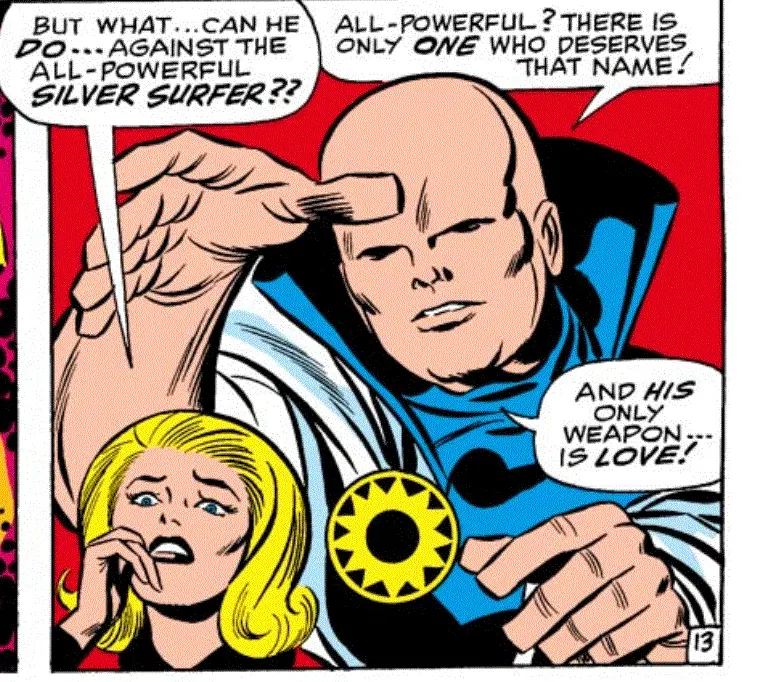 BUT WHAT...CAN HE
DO...AGAINST THE
ALL-POWERFUL
SILVER SURFER??
ALL-POWERFUL? THERE IS
ONLY ONE WHO DESERVES
THAT NAME!
AND HIS
ONLY
WEAPON...
IS LOVE!
13